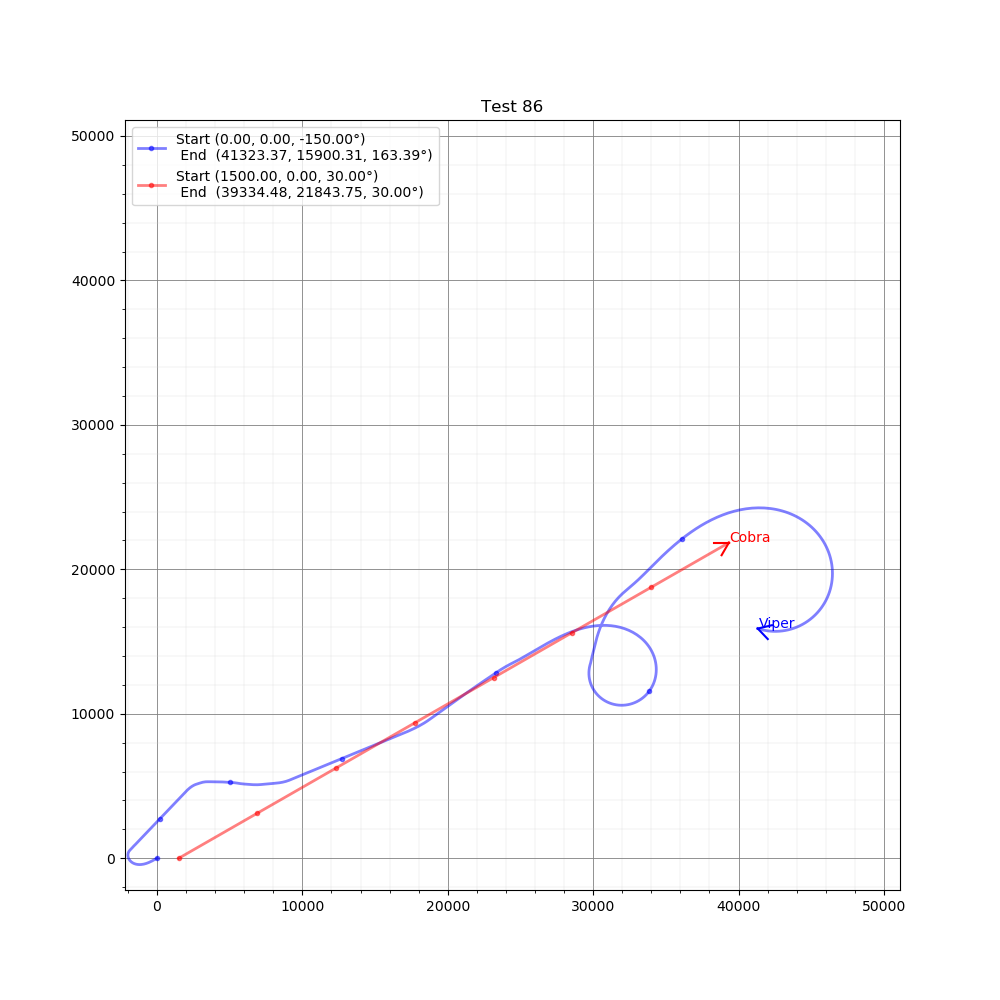 Test 86
Start (0.00, 0.00, -150.00°)
End (41323.37, 15900.31, 163.39°)
Start (1500.00, 0.00, 30.00°)
End (39334.48, 21843.75, 30.00°)
50000
40000
30000
20000
10000
0
Cobra
Viper
0
10000
20000
30000
40000
50000